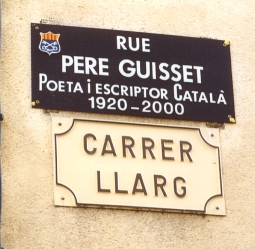 RUE
PERE GUISSET
POETA i ESCRIPTOR CATALÀ
1920-2000
CARRER
LLARG